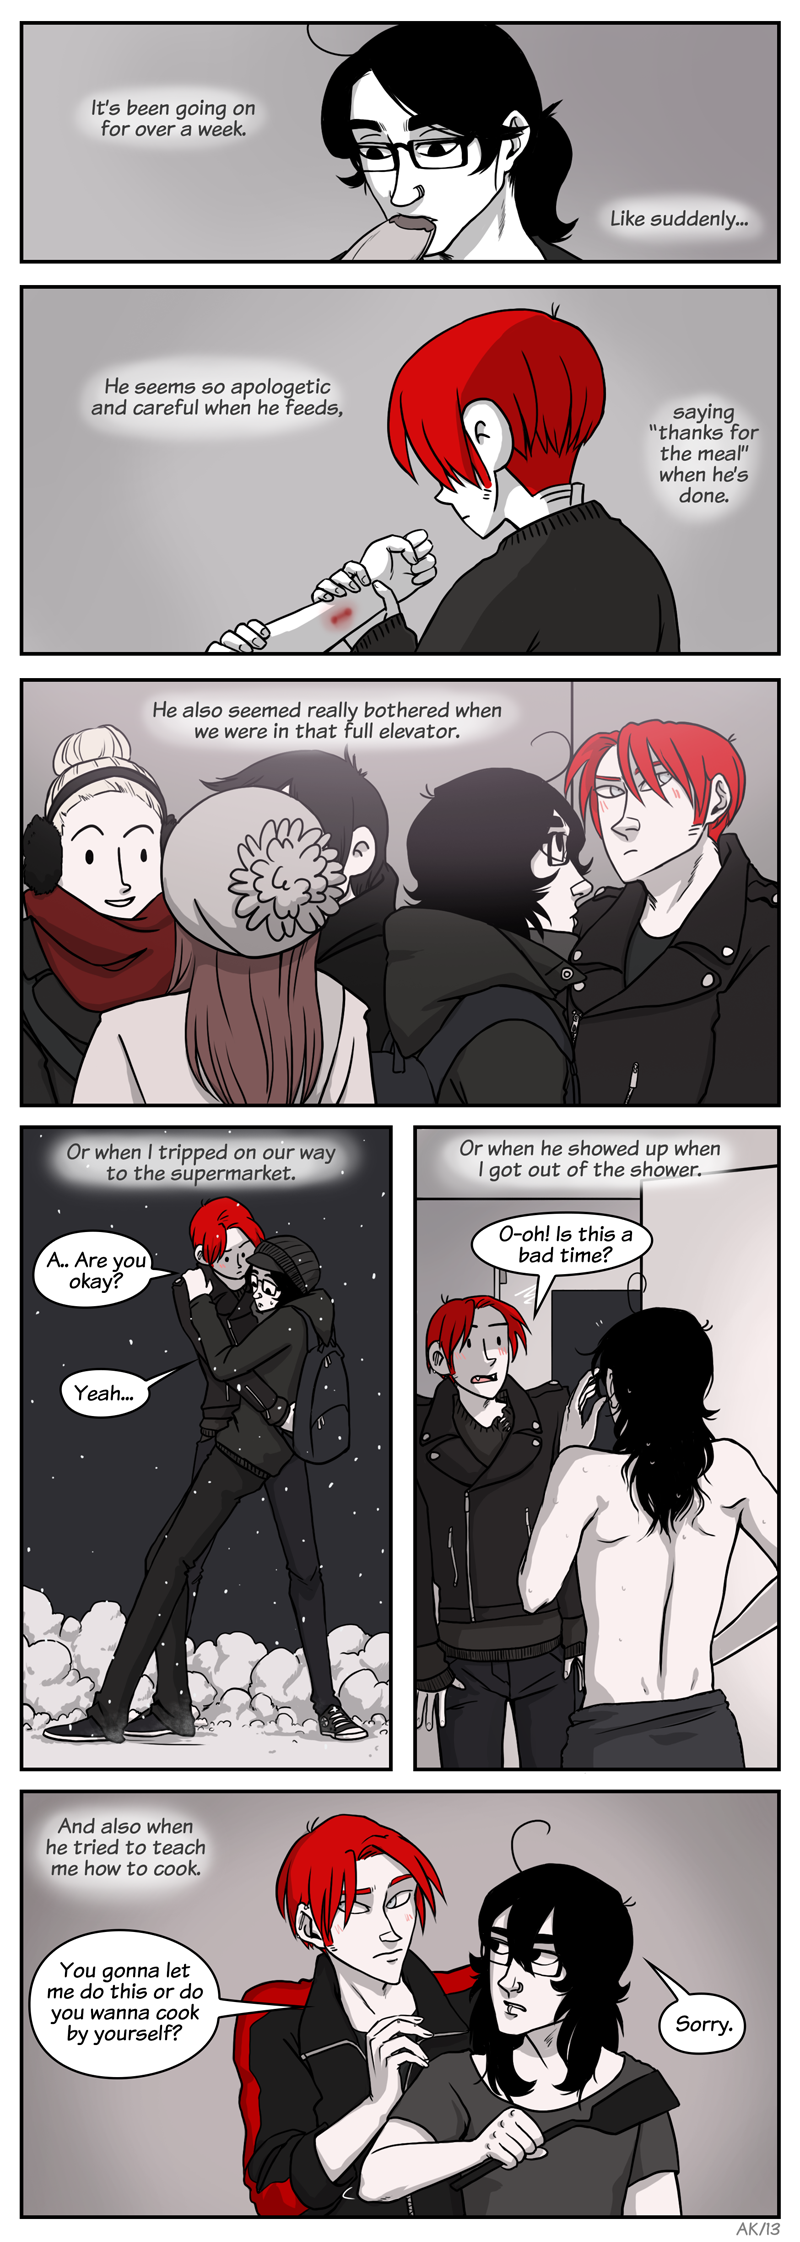 It's been going on
for over a week.
Like suddenly...
He seems so apologetic
and careful when he feeds,
saying
"thanks for
the meal"
when he's
done.
He also seemed really bothered when
we were in that full elevator.
Or when I tripped on our way
to the supermarket.
A.. Are you
okay?
Yeah...
Or when he showed up when
I got out of the shower.
O-oh! Is this a
bad time?
And also when
he tried to teach
me how to cook.
You gonna let
me do this or do
you wanna cook
by yourself?
Sorry.
AK/13